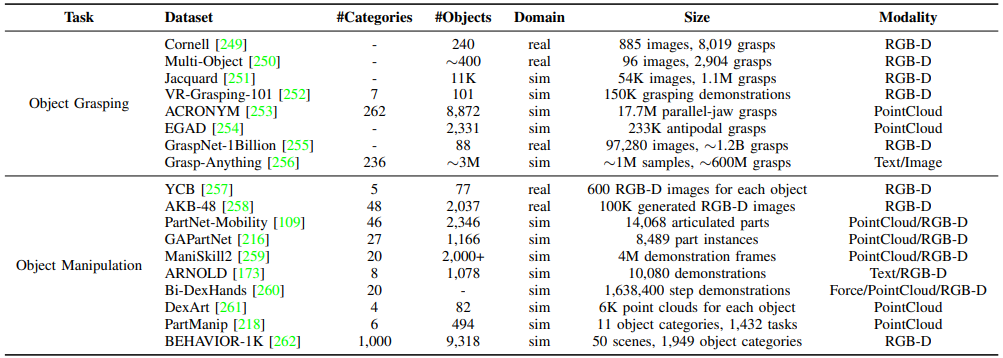 Task Dataset #Categories #Objects Domain Size Modality
Cornell [249] - 240 real 885 images, 8,019 grasps RGB-D
Multi-Object [250] - ~400 real 96 images, 2,904 grasps RGB-D
Jacquard [251] - 11K sim 54K images, 1.1M grasps RGB-D
VR-Grasping-101 [252] 7 101 sim 150K grasping demonstrations RGB-D
Object Grasping
ACRONYM [253] 262 8,872 sim 17.7M parallel-jaw grasps PointCloud
EGAD [254] - 2,331 sim 233K antipodal grasps PointCloud
GraspNet-1Billion [255] - 88 real 97,280 images, ~1.2B grasps RGB-D
Grasp-Anything [256] 236 ~3M sim ~1M samples, ~600M grasps Text/Image
YCB [257] 5 77 real 600 RGB-D images for each object RGB-D
AKB-48 [258] 48 2,037 real 100K generated RGB-D images RGB-D
PartNet-Mobility [109] 46 2,346 sim 14,068 articulated parts PointCloud/RGB-D
GAPartNet [216] 27 1,166 sim 8,489 part instances PointCloud/RGB-D
ManiSkill2 [259] 20 2,000+ sim 4M demonstration frames PointCloud/RGB-D
Object Manipulation
ARNOLD [173] 8 1,078 sim 10,080 demonstrations Text/RGB-D
Bi-DexHands [260] 20 - sim 1,638,400 step demonstrations Force/PointCloud/RGB-D
DexArt [261] 4 82 sim 6K point clouds for each object PointCloud
PartManip [218] 6 494 sim 11 object categories, 1,432 tasks PointCloud
BEHAVIOR-1K [262] 1,000 9,318 sim 50 scenes, 1,949 object categories RGB-D